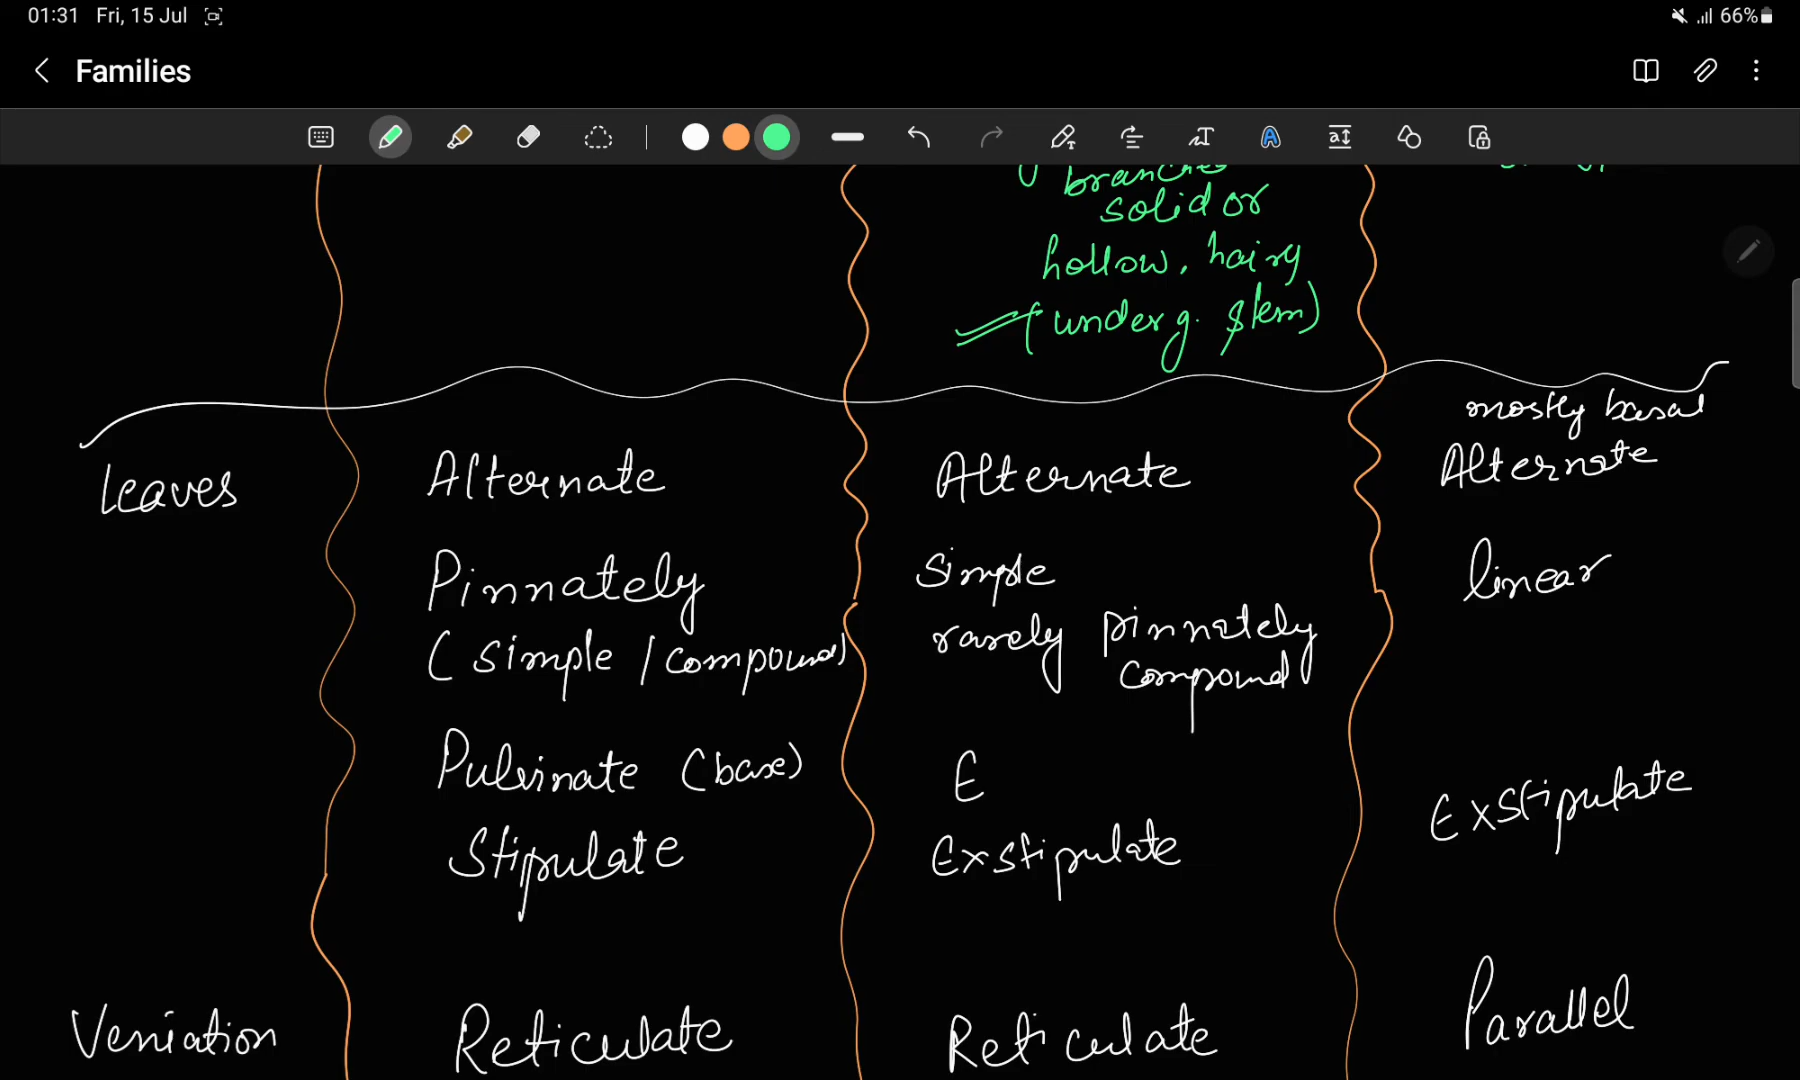 01:31 Fri, 15 Jul 66%
Families
branches
solid or
hollow, hairy
(underg. stem)
mostly basal
Leaves Alternate Alternate Alternate
Pinnately Simple linear
(simple / compound) rarely pinnately
compound
Pulvinate (base) E Exstipulate
Stipulate Exstipulate
Veniation Reticulate Reticulate Parallel